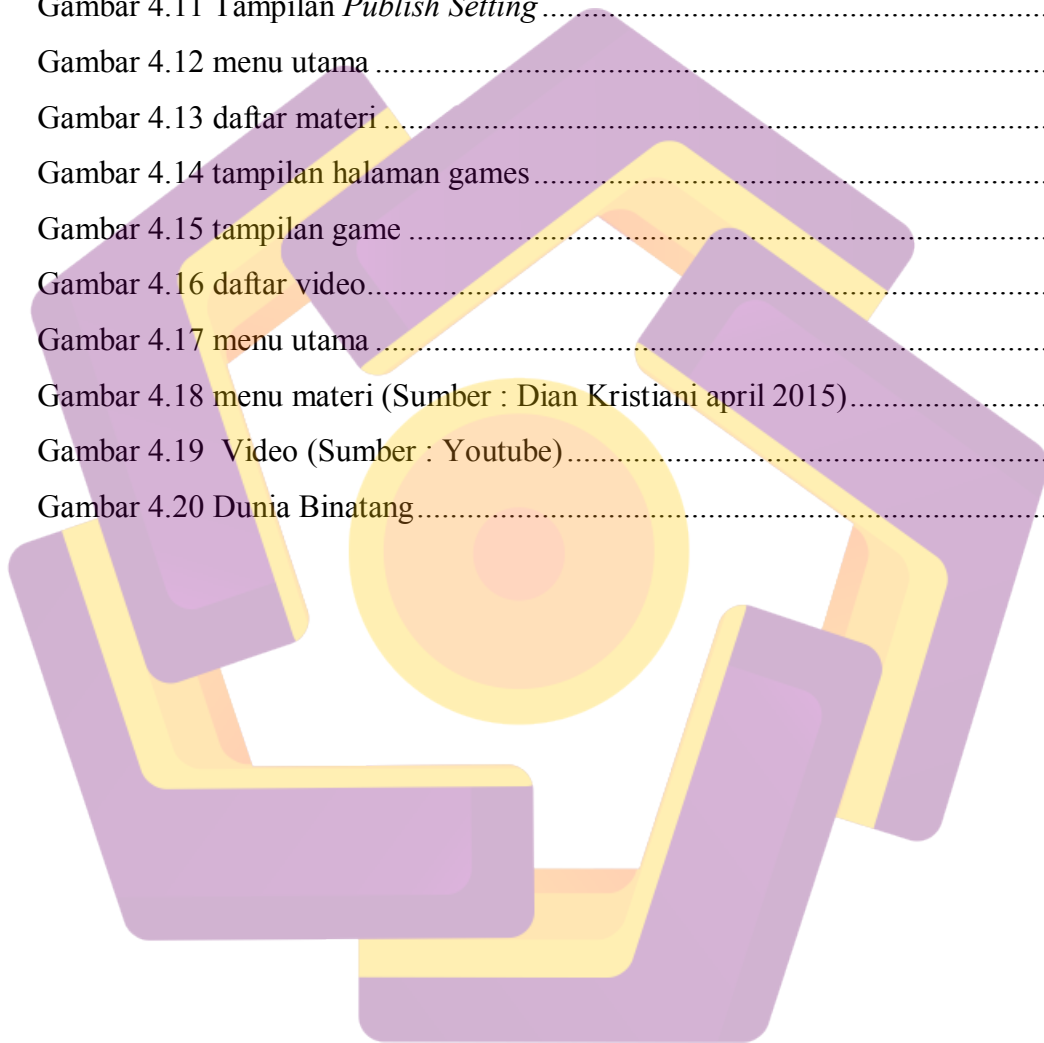 Gambar 4.11 Tampilan Publish Setting ........................................................................
Gambar 4.12 menu utama ........................................................................
Gambar 4.13 daftar materi ........................................................................
Gambar 4.14 tampilan halaman games ........................................................................
Gambar 4.15 tampilan game ........................................................................
Gambar 4.16 daftar video ........................................................................
Gambar 4.17 menu utama ........................................................................
Gambar 4.18 menu materi (Sumber : Dian Kristiani april 2015) ........................................
Gambar 4.19  Video (Sumber : Youtube) ........................................................................
Gambar 4.20 Dunia Binatang ........................................................................